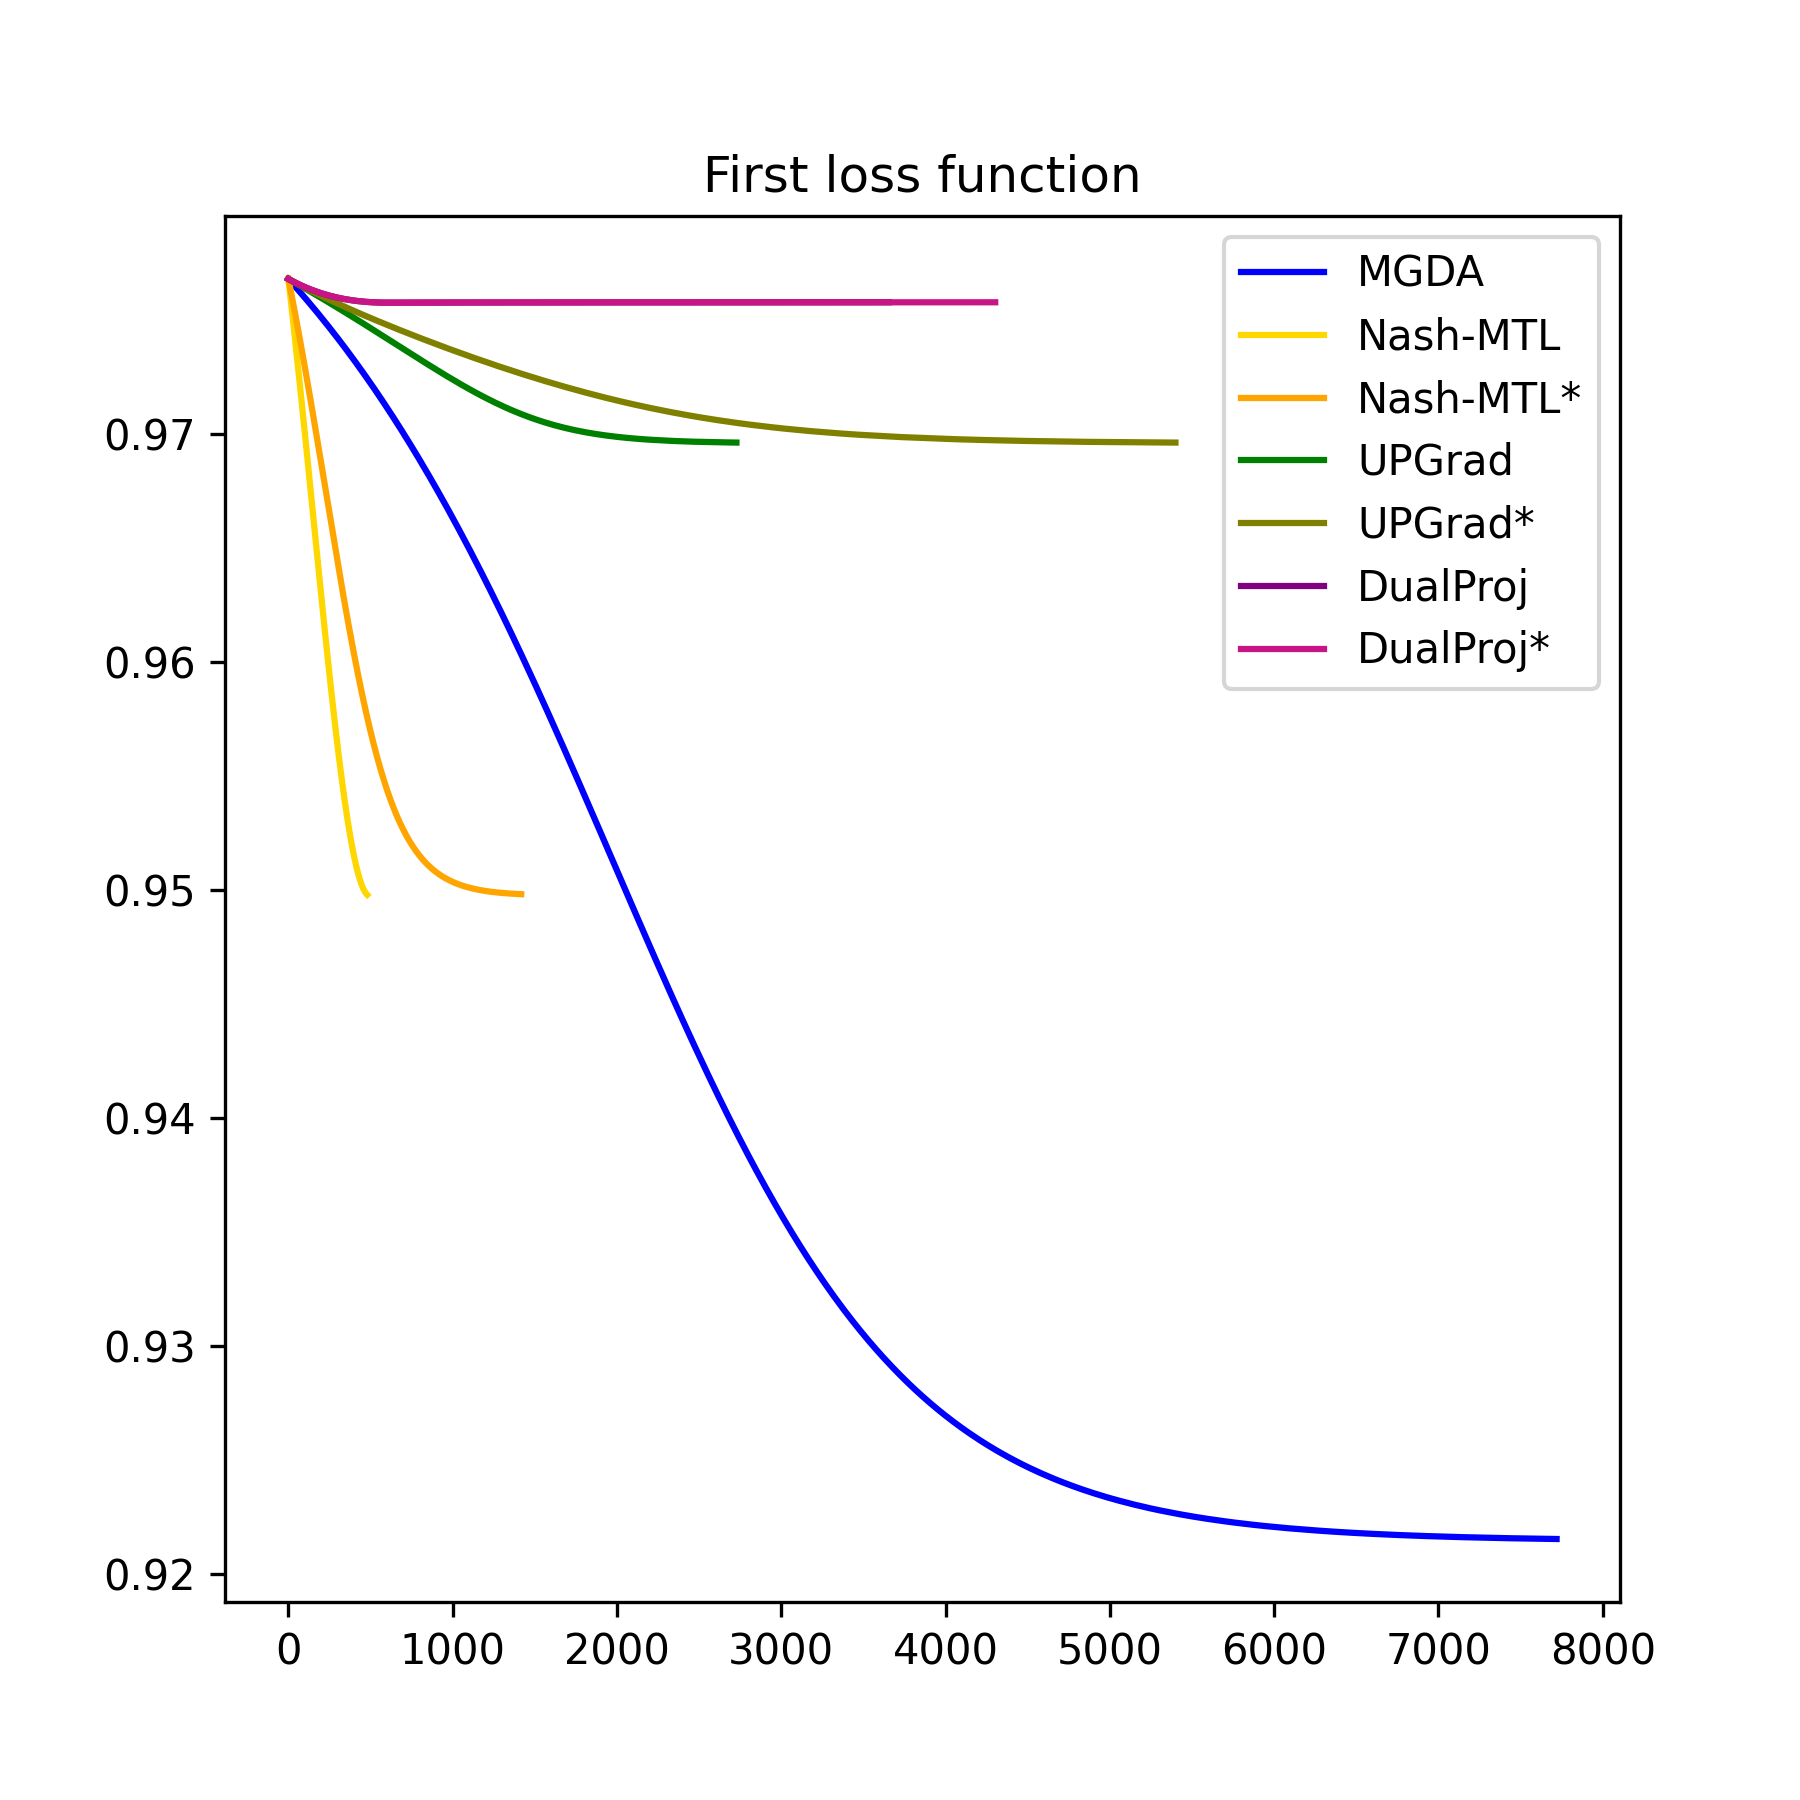 First loss function
MGDA
Nash-MTL
Nash-MTL*
UPGrad
UPGrad*
DualProj
DualProj*
0.97
0.96
0.95
0.94
0.93
0.92
0 1000 2000 3000 4000 5000 6000 7000 8000